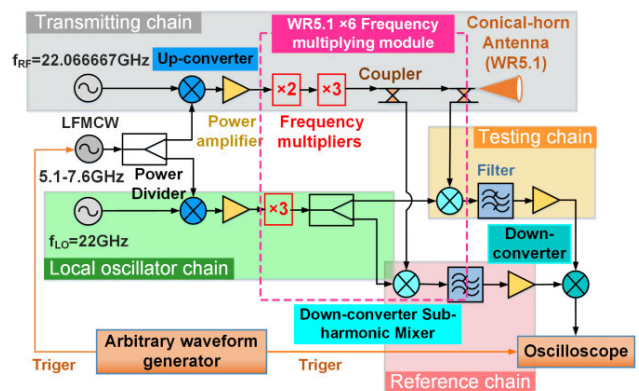 Transmitting chain
WR5.1 ×6 Frequency
multiplying module
Conical-horn
Antenna
(WR5.1)
fRF=22.066667GHz
Up-converter
Coupler
×2
×3
LFMCW
Power
amplifier
Frequency
multipliers
Testing chain
5.1-7.6GHz
Power
Divider
Filter
×3
fLO=22GHz
Local oscillator chain
Down-
converter
Down-converter Sub-
harmonic Mixer
Arbitrary waveform
generator
Triger
Triger
Oscilloscope
Reference chain